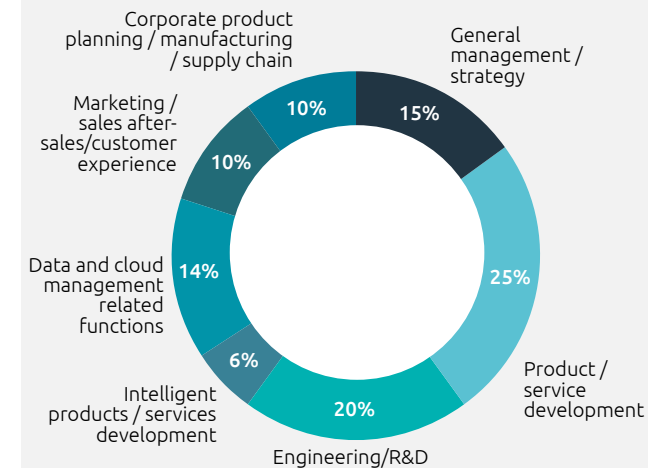 Corporate product
planning / manufacturing
/ supply chain
10%
General
management /
strategy
15%
Marketing /
sales after-
sales/customer
experience
10%
Data and cloud
management
related
functions
14%
25%
Product /
service
development
Intelligent
products / services
development
6%
20%
Engineering/R&D